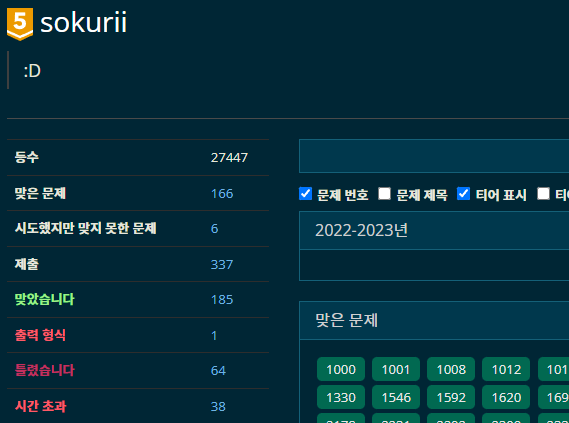 5 sokurii
:D
등수 27447
맞은 문제 166
시도했지만 맞지 못한 문제 6
제출 337
맞았습니다 185
출력 형식 1
틀렸습니다 64
시간 초과 38
문제 번호 문제 제목 티어 표시
2022-2023년
맞은 문제
1000 1001 1008 1012
1330 1546 1592 1620